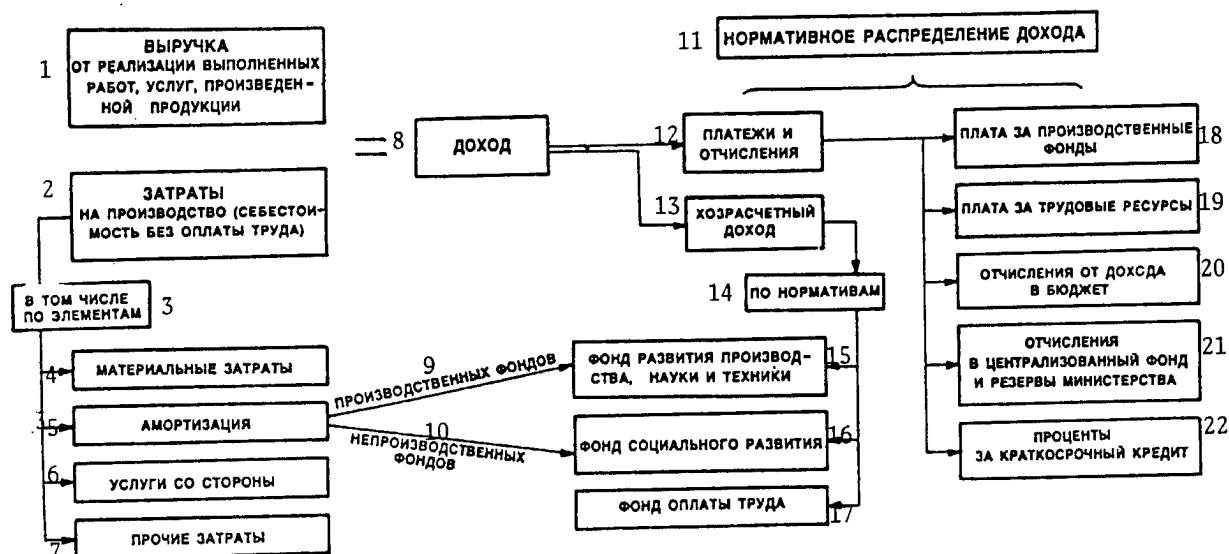 1
ВЫРУЧКА
ОТ РЕАЛИЗАЦИИ ВЫПОЛНЕННЫХ
РАБОТ, УСЛУГ, ПРОИЗВЕДЕН-
НОЙ ПРОДУКЦИИ
2
ЗАТРАТЫ
НА ПРОИЗВОДСТВО (СЕБЕСТОИ-
МОСТЬ БЕЗ ОПЛАТЫ ТРУДА)
В ТОМ ЧИСЛЕ
ПО ЭЛЕМЕНТАМ
3
4
МАТЕРИАЛЬНЫЕ ЗАТРАТЫ
5
АМОРТИЗАЦИЯ
6
УСЛУГИ СО СТОРОНЫ
7
ПРОЧИЕ ЗАТРАТЫ
= 8
ДОХОД
9
ПРОИЗВОДСТВЕННЫХ ФОНДОВ
10
НЕПРОИЗВОДСТВЕННЫХ
ФОНДОВ
11
НОРМАТИВНОЕ РАСПРЕДЕЛЕНИЕ ДОХОДА
12
ПЛАТЕЖИ И
ОТЧИСЛЕНИЯ
13
ХОЗРАСЧЕТНЫЙ
ДОХОД
14
ПО НОРМАТИВАМ
ФОНД РАЗВИТИЯ ПРОИЗВОД-
СТВА, НАУКИ И ТЕХНИКИ
15
ФОНД СОЦИАЛЬНОГО РАЗВИТИЯ
16
ФОНД ОПЛАТЫ ТРУДА
17
ПЛАТА ЗА ПРОИЗВОДСТВЕННЫЕ
ФОНДЫ
18
ПЛАТА ЗА ТРУДОВЫЕ РЕСУРСЫ
19
ОТЧИСЛЕНИЯ ОТ ДОХОДА
В БЮДЖЕТ
20
ОТЧИСЛЕНИЯ
В ЦЕНТРАЛИЗОВАННЫЙ ФОНД
И РЕЗЕРВЫ МИНИСТЕРСТВА
21
ПРОЦЕНТЫ
ЗА КРАТКОСРОЧНЫЙ КРЕДИТ
22